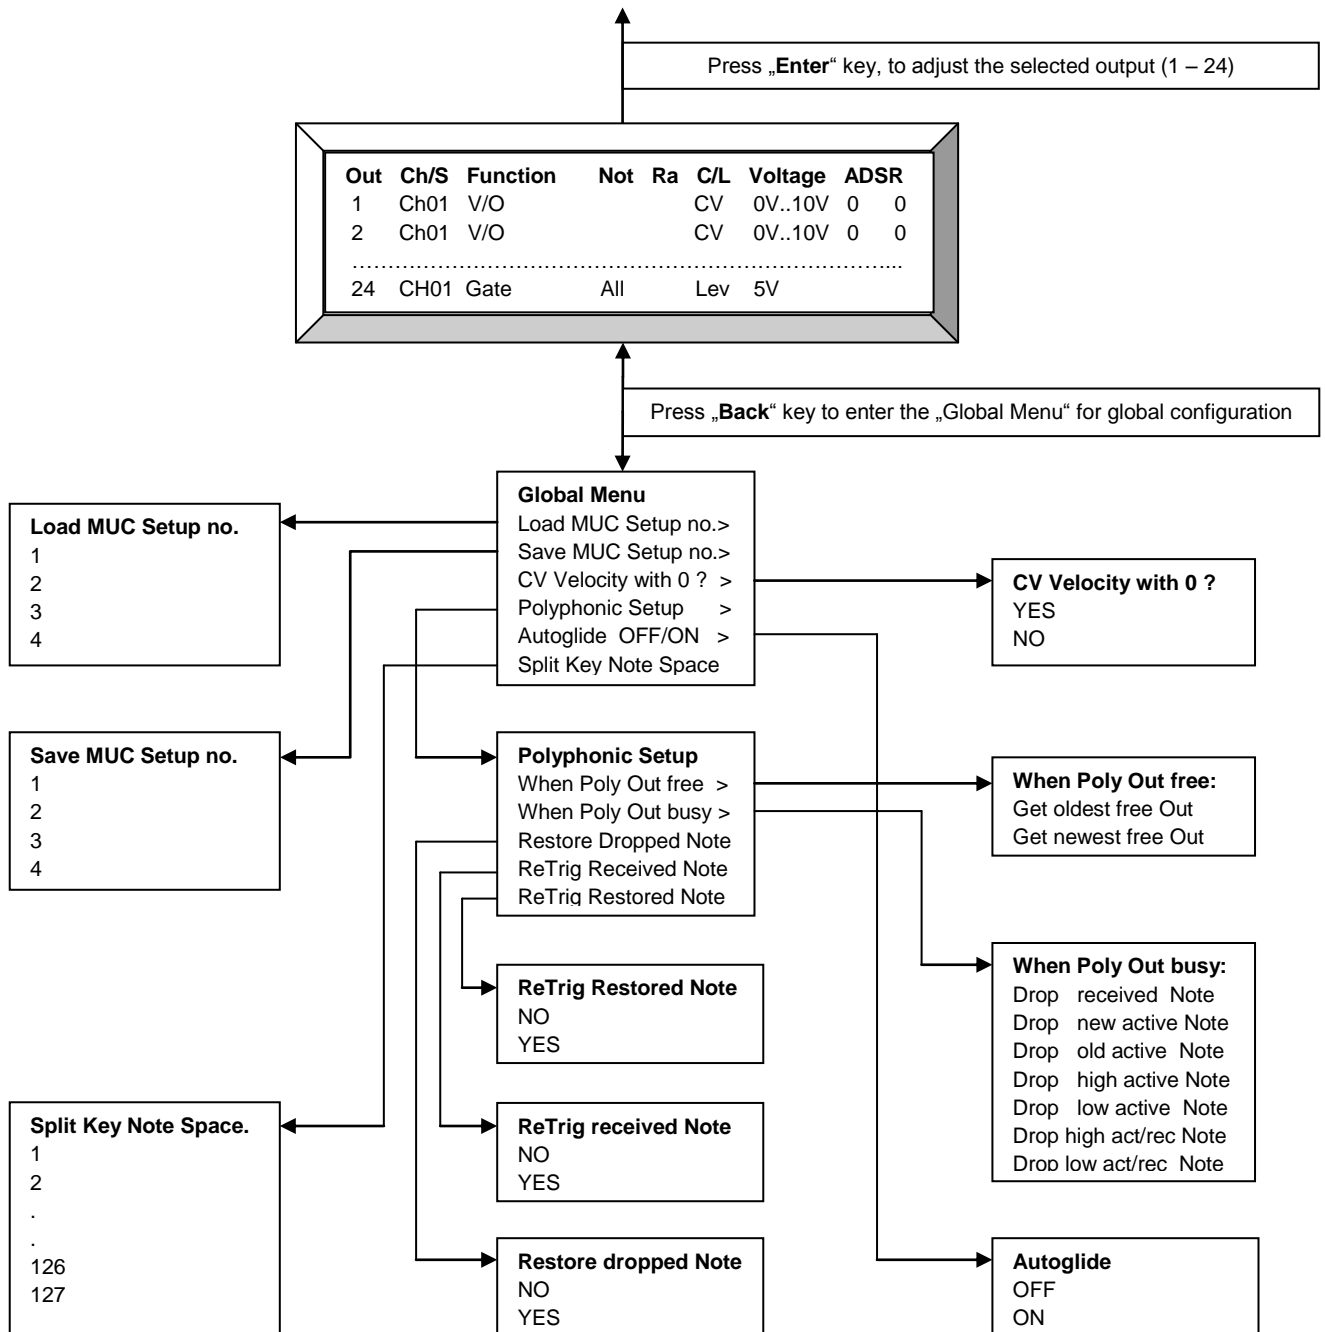 Press „Enter“ key, to adjust the selected output (1 – 24)
Out Ch/S Function Not Ra C/L Voltage ADSR
1 Ch01 V/O CV 0V..10V 0 0
2 Ch01 V/O CV 0V..10V 0 0
…………………………………………………………………...
24 CH01 Gate All Lev 5V
Press „Back“ key to enter the „Global Menu“ for global configuration
Global Menu
Load MUC Setup no.>
Save MUC Setup no.>
CV Velocity with 0 ? >
Polyphonic Setup >
Autoglide OFF/ON >
Split Key Note Space
Load MUC Setup no.
1
2
3
4
CV Velocity with 0 ?
YES
NO
Save MUC Setup no.
1
2
3
4
Polyphonic Setup
When Poly Out free >
When Poly Out busy >
Restore Dropped Note
ReTrig Received Note
ReTrig Restored Note
When Poly Out free:
Get oldest free Out
Get newest free Out
When Poly Out busy:
Drop received Note
Drop new active Note
Drop old active Note
Drop high active Note
Drop low active Note
Drop high act/rec Note
Drop low act/rec Note
ReTrig Restored Note
NO
YES
Split Key Note Space.
1
2
.
.
126
127
ReTrig received Note
NO
YES
Restore dropped Note
NO
YES
Autoglide
OFF
ON